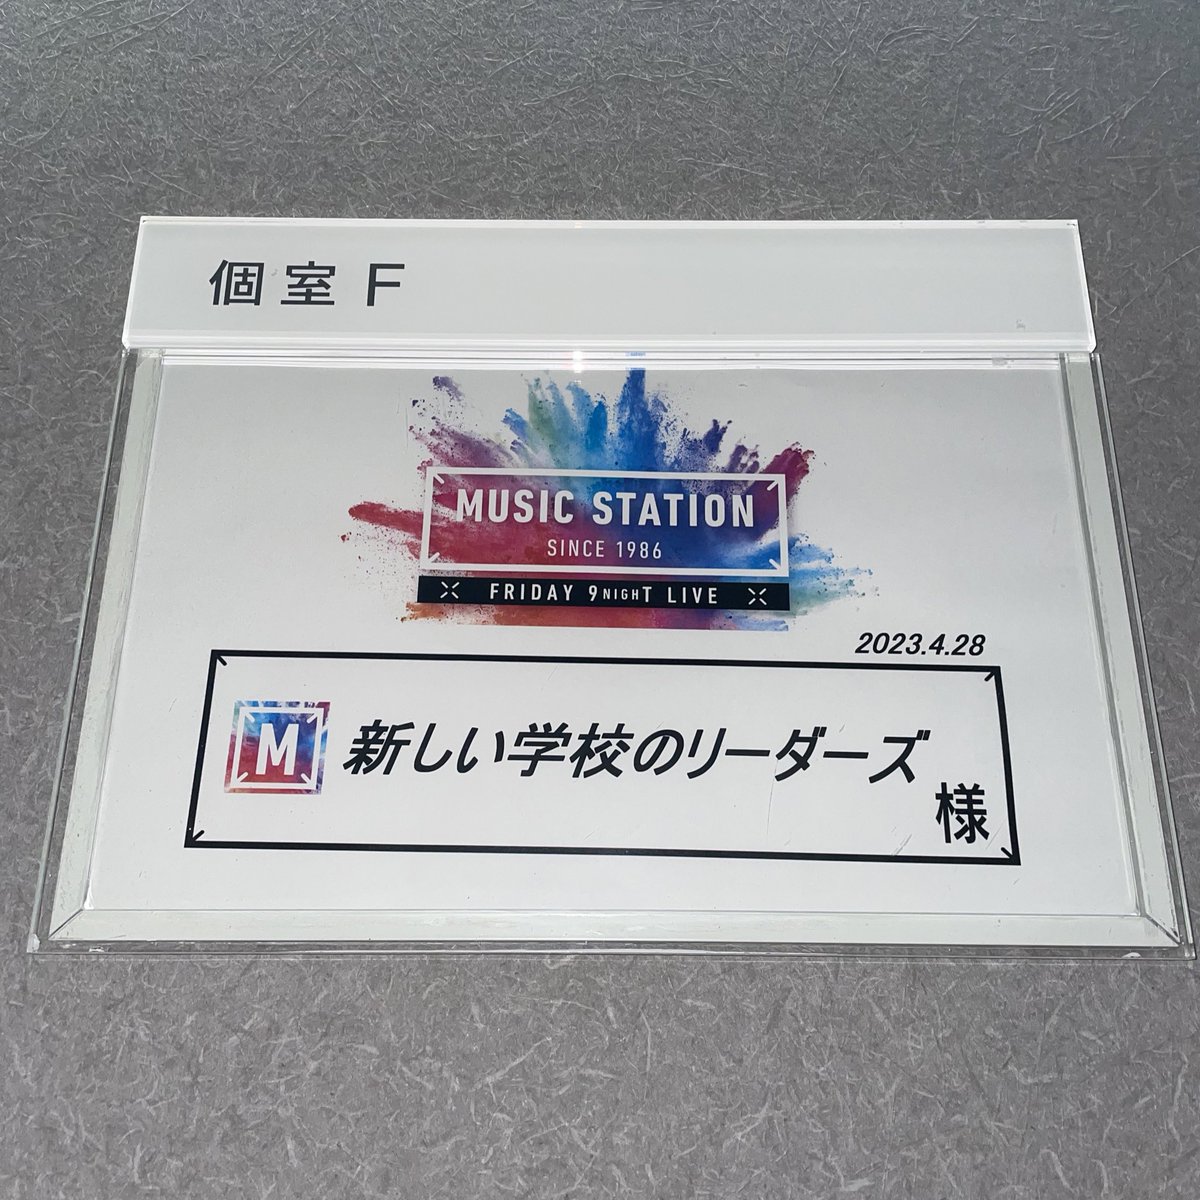 個室 F
MUSIC STATION
SINCE 1986
FRIDAY 9NIGHT LIVE
2023.4.28
M 新しい学校のリーダーズ
様